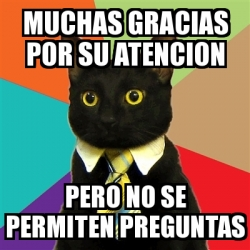 MUCHAS GRACIAS
POR SU ATENCION
PERO NO SE
PERMITEN PREGUNTAS